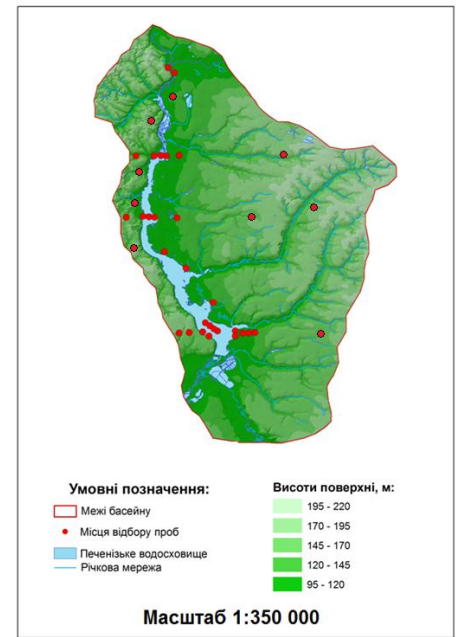 Умовні позначення:
Межі басейну
Місця відбору проб
Печенізьке водосховище
Річкова мережа
Висоти поверхні, м:
195 - 220
170 - 195
145 - 170
120 - 145
95 - 120
Масштаб 1:350 000